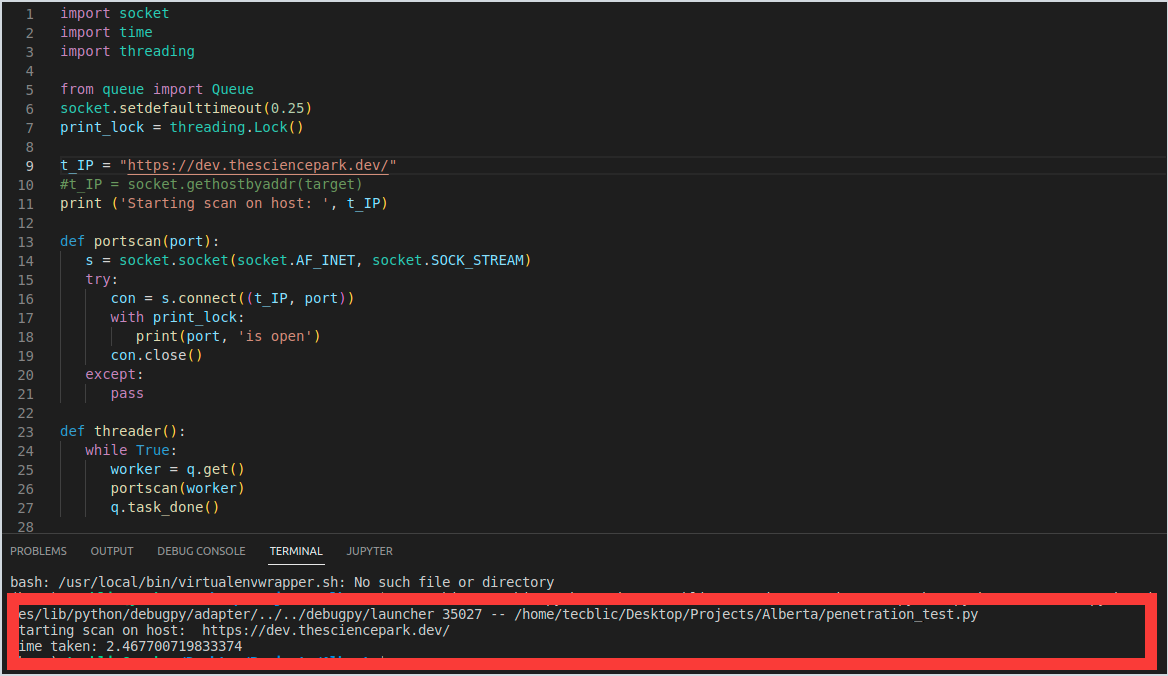 1 import socket
2 import time
3 import threading
4
5 from queue import Queue
6 socket.setdefaulttimeout(0.25)
7 print_lock = threading.Lock()
8
9 t_IP = "https://dev.thesciencepark.dev/"
10 #t_IP = socket.gethostbyaddr(target)
11 print ('Starting scan on host: ', t_IP)
12
13 def portscan(port):
14 s = socket.socket(socket.AF_INET, socket.SOCK_STREAM)
15 try:
16 con = s.connect((t_IP, port))
17 with print_lock:
18 print(port, 'is open')
19 con.close()
20 except:
21 pass
22
23 def threader():
24 while True:
25 worker = q.get()
26 portscan(worker)
27 q.task_done()
28
PROBLEMS OUTPUT DEBUG CONSOLE TERMINAL JUPYTER
bash: /usr/local/bin/virtualenvwrapper.sh: No such file or directory
es/lib/python/debugpy/adapter/../../debugpy/launcher 35027 -- /home/tecblic/Desktop/Projects/Alberta/penetration_test.py
tarting scan on host:  https://dev.thesciencepark.dev/
ime taken: 2.467700719833374